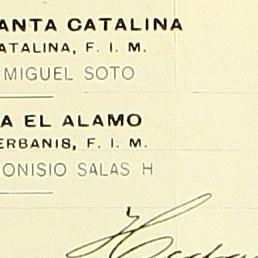 ANTA CATALINA
ATALINA, F. I. M.
MIGUEL SOTO
A EL ALAMO
ERBANIS, F. I. M.
ONISIO SALAS H